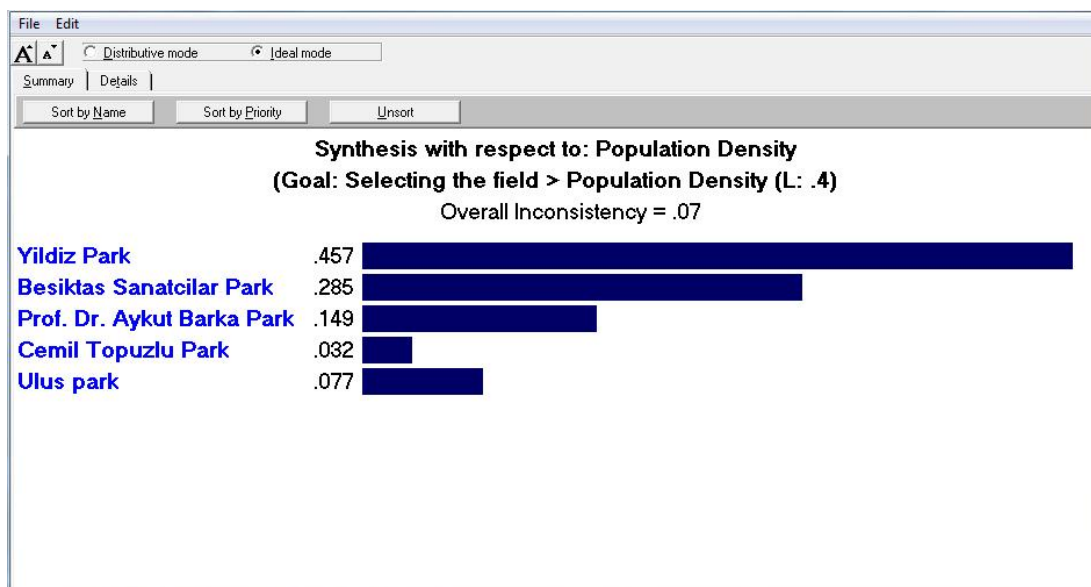 File Edit
A A Distributive mode Ideal mode
Summary Details
Sort by Name Sort by Priority Unsort
Synthesis with respect to: Population Density
(Goal: Selecting the field > Population Density (L: .4)
Overall Inconsistency = .07
Yildiz Park .457
Besiktas Sanatcilar Park .285
Prof. Dr. Aykut Barka Park .149
Cemil Topuzlu Park .032
Ulus park .077